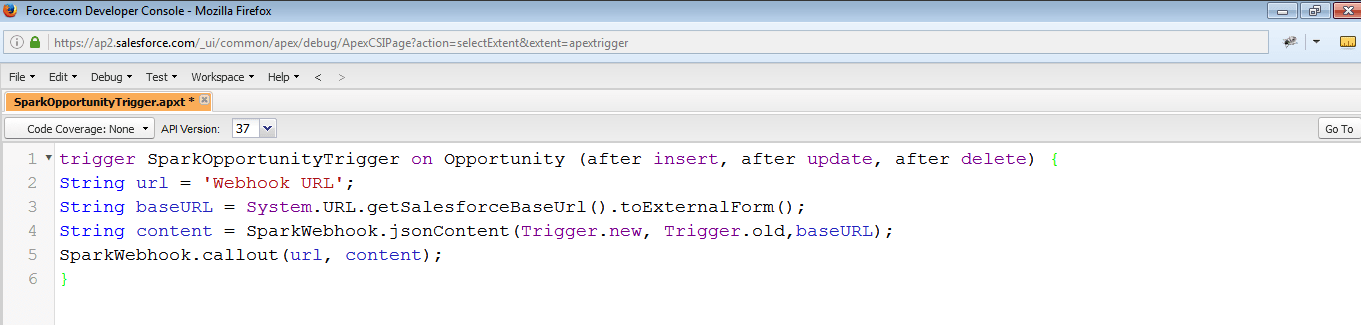 Force.com Developer Console - Mozilla Firefox
https://ap2.salesforce.com/_ui/common/apex/debug/ApexCSIPage?action=selectExtent&extent=apextrigger
File Edit Debug Test Workspace Help < >
SparkOpportunityTrigger.apxt *
Code Coverage: None API Version: 37 Go To
1 trigger SparkOpportunityTrigger on Opportunity (after insert, after update, after delete) {
2 String url = 'Webhook URL';
3 String baseURL = System.URL.getSalesforceBaseUrl().toExternalForm();
4 String content = SparkWebhook.jsonContent(Trigger.new, Trigger.old,baseURL);
5 SparkWebhook.callout(url, content);
6 }